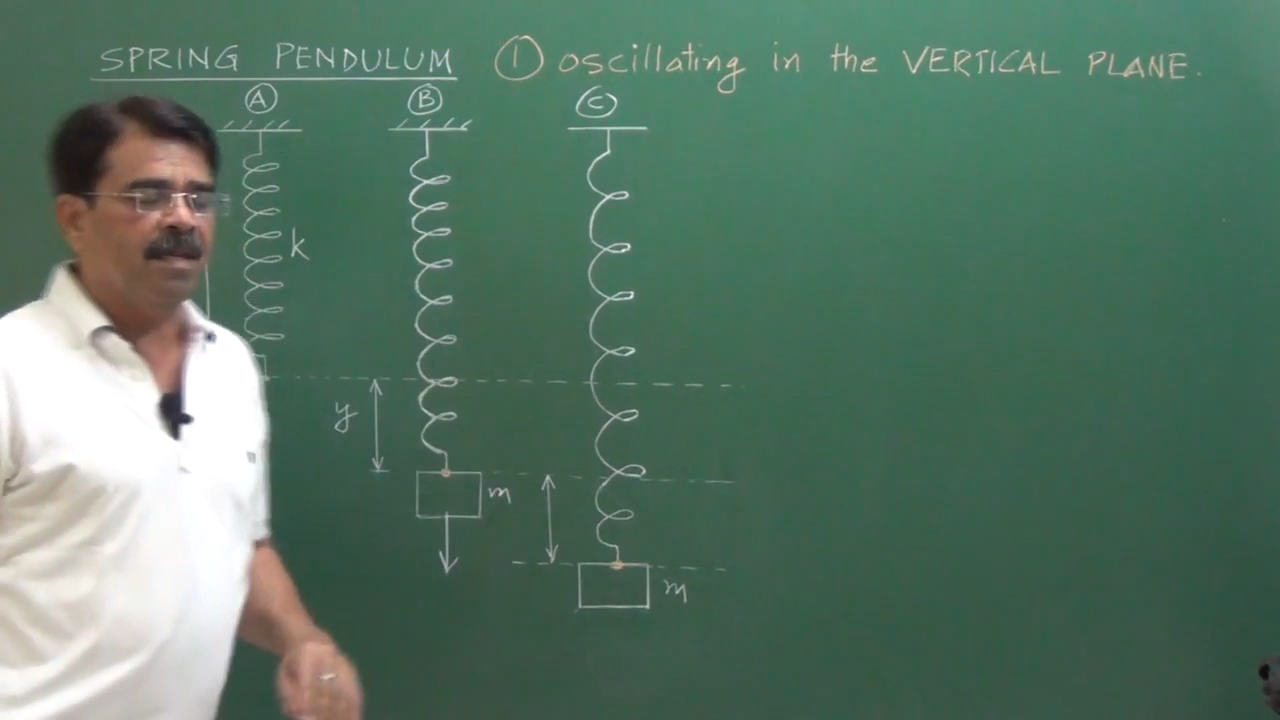 SPRING PENDULUM ① oscillating in the VERTICAL PLANE.
Ⓐ Ⓑ Ⓒ
k
y
m
m